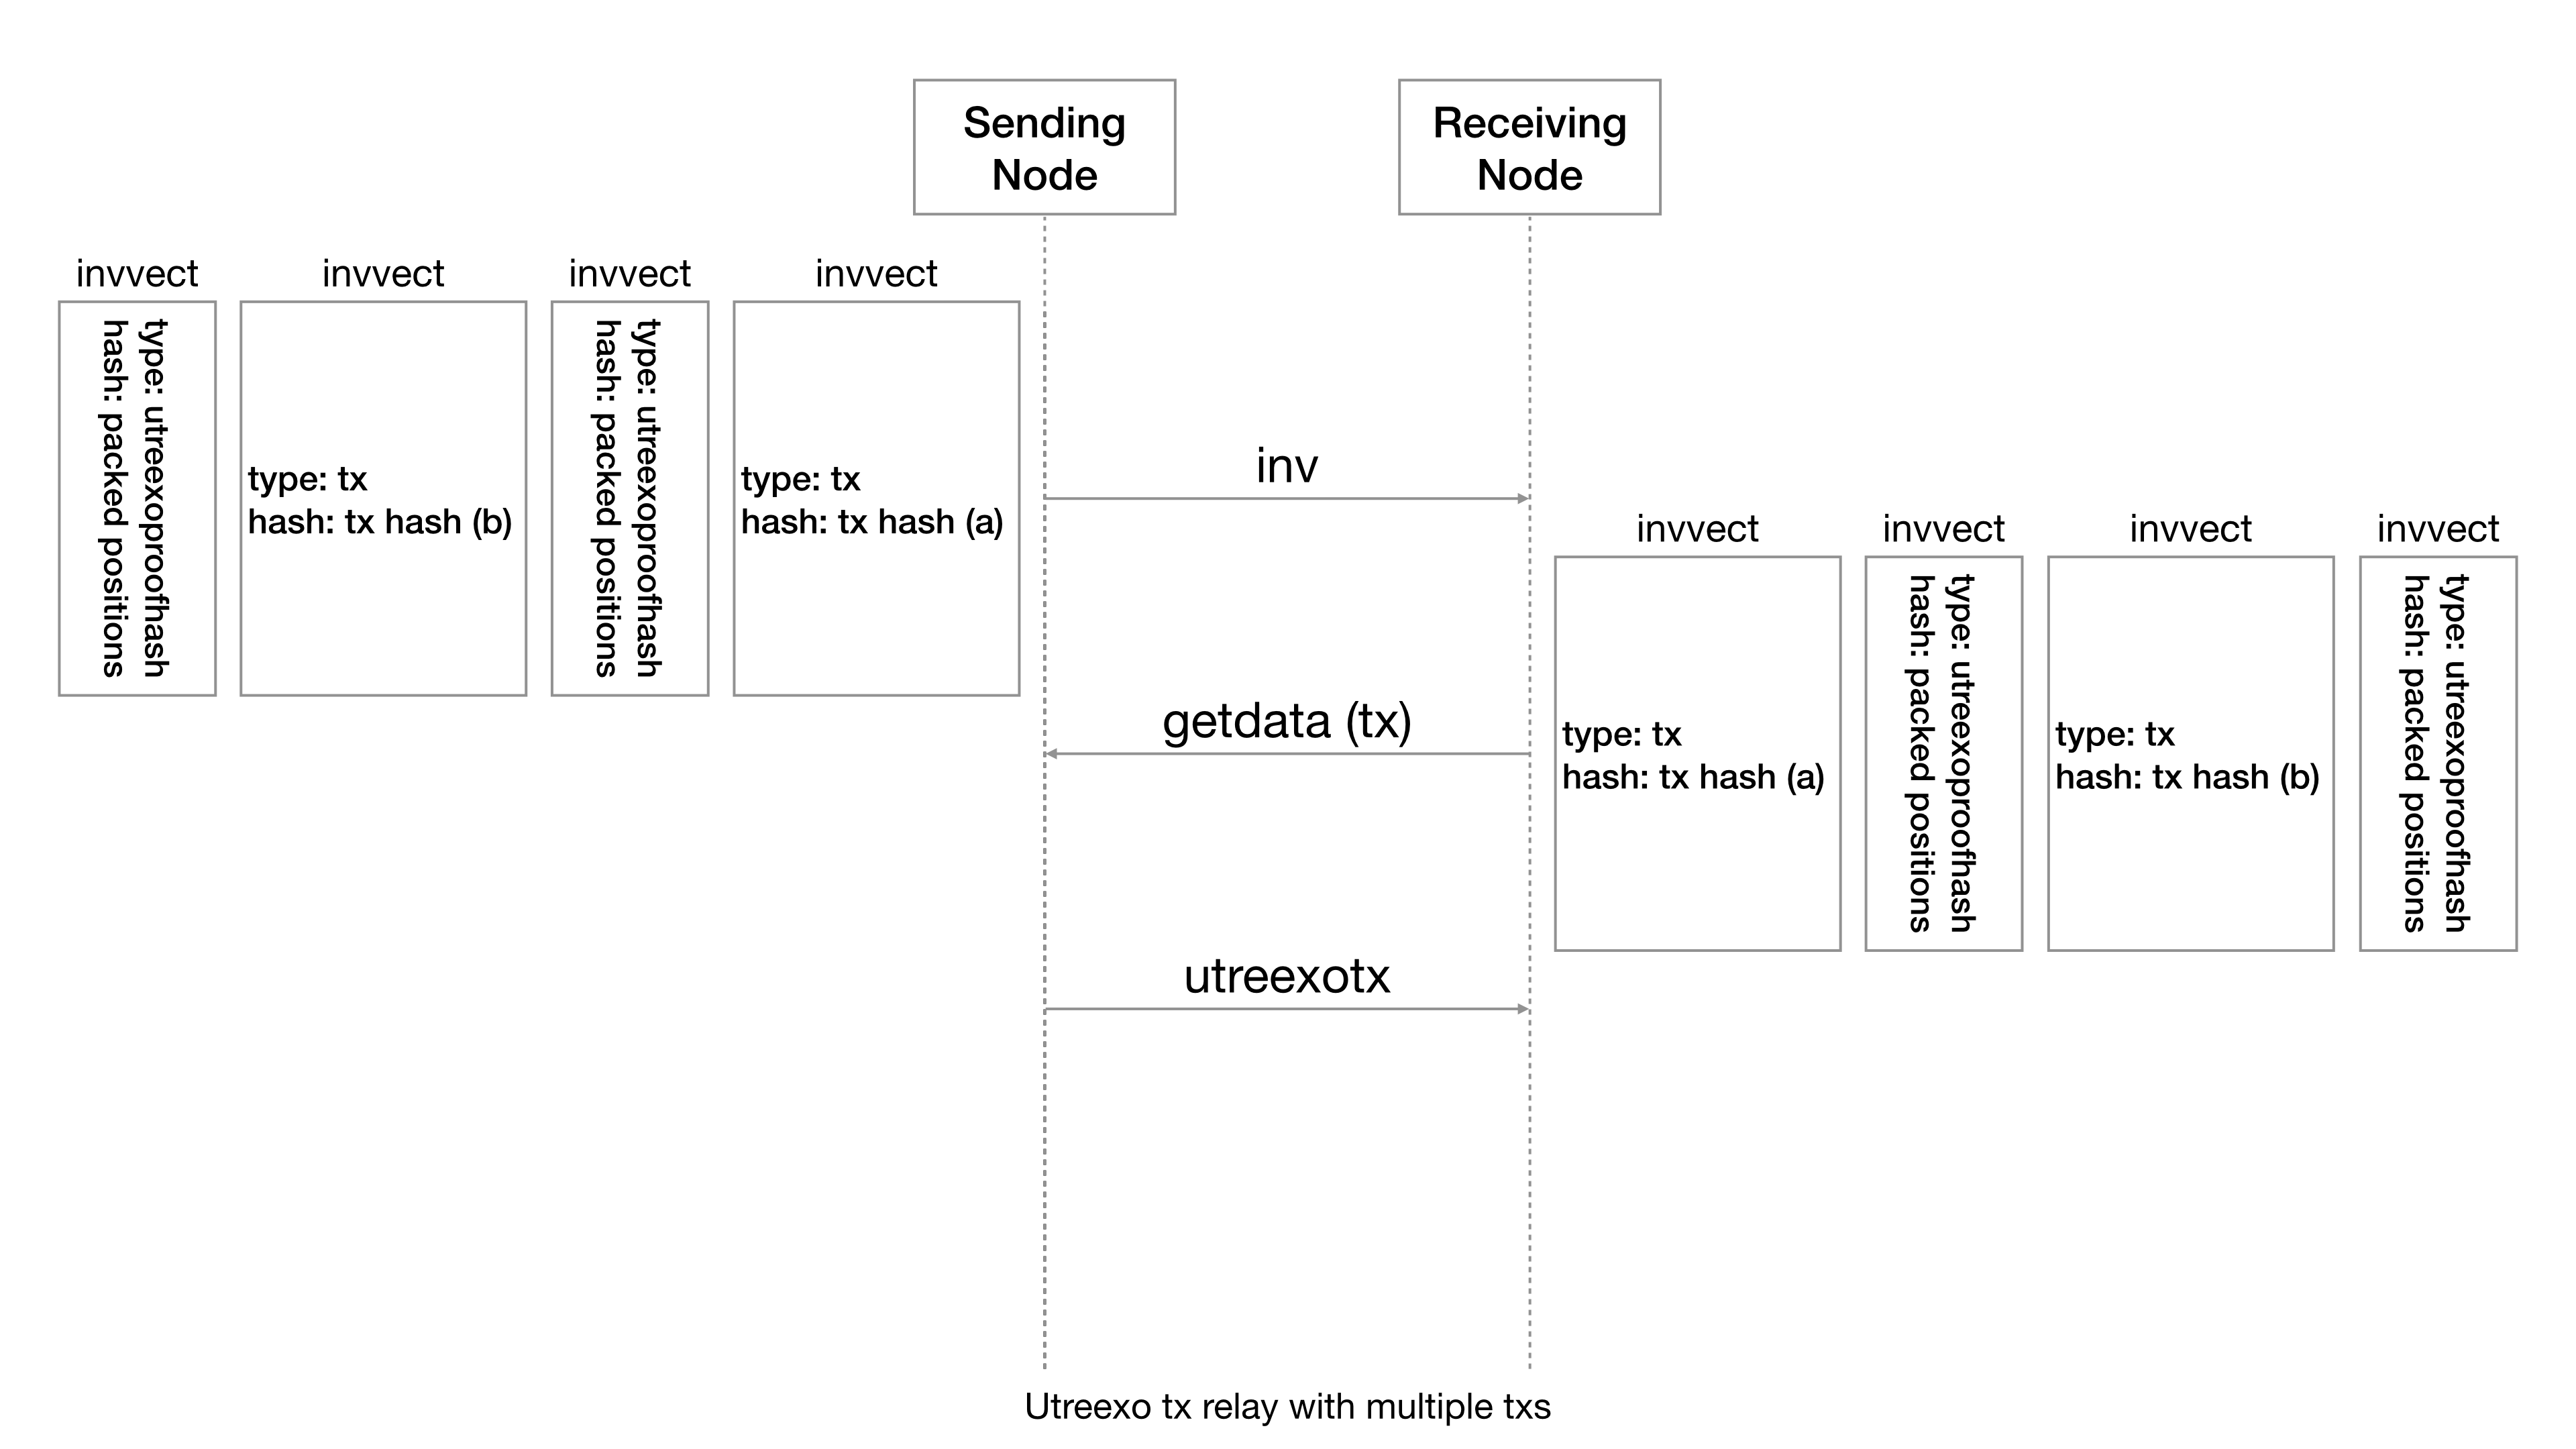 Sending
Node
Receiving
Node
invvect
invvect
invvect
invvect
type: utreexoproofhash
hash: packed positions
type: tx
hash: tx hash (b)
type: utreexoproofhash
hash: packed positions
type: tx
hash: tx hash (a)
inv
invvect
invvect
invvect
invvect
getdata (tx)
type: tx
hash: tx hash (a)
type: utreexoproofhash
hash: packed positions
type: tx
hash: tx hash (b)
type: utreexoproofhash
hash: packed positions
utreexotx
Utreexo tx relay with multiple txs